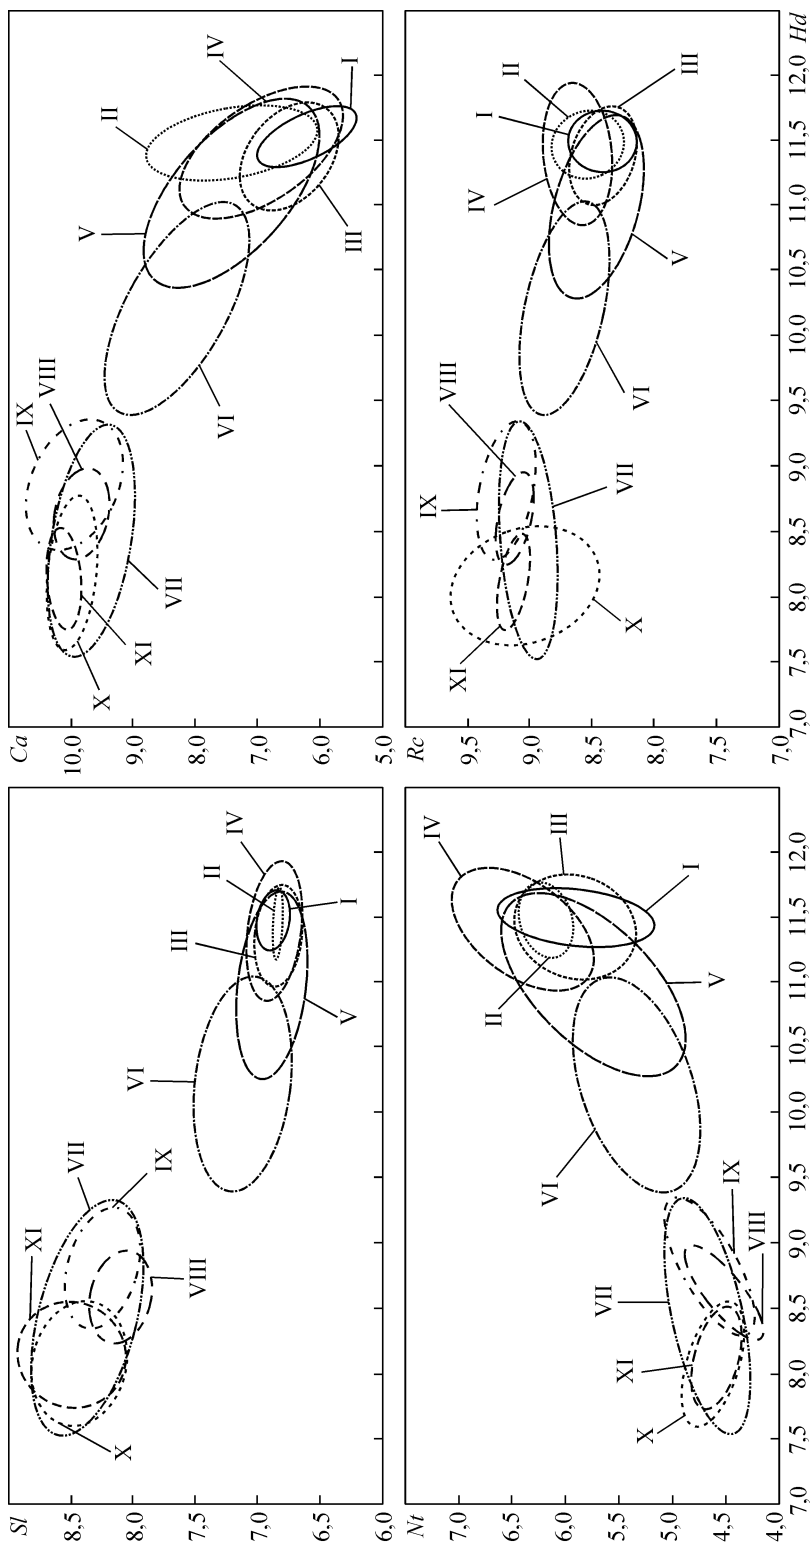 Sl
8,5
8,0
7,5
7,0
6,5
6,0
X
XI
VII
IX
VIII
VI
III
II
IV
I
V
Ca
10,0
9,0
8,0
7,0
6,0
5,0
X
XI
VII
IX
VIII
VI
V
II
IV
I
III
Nt
7,0
6,5
6,0
5,5
5,0
4,5
4,0
X
XI
VII
VIII
IX
VI
II
IV
III
I
V
7,0 7,5 8,0 8,5 9,0 9,5 10,0 10,5 11,0 11,5 12,0
Rc
9,5
9,0
8,5
8,0
7,5
7,0
XI
X
IX
VIII
VII
VI
IV
V
I
II
III
7,0 7,5 8,0 8,5 9,0 9,5 10,0 10,5 11,0 11,5 12,0 Hd